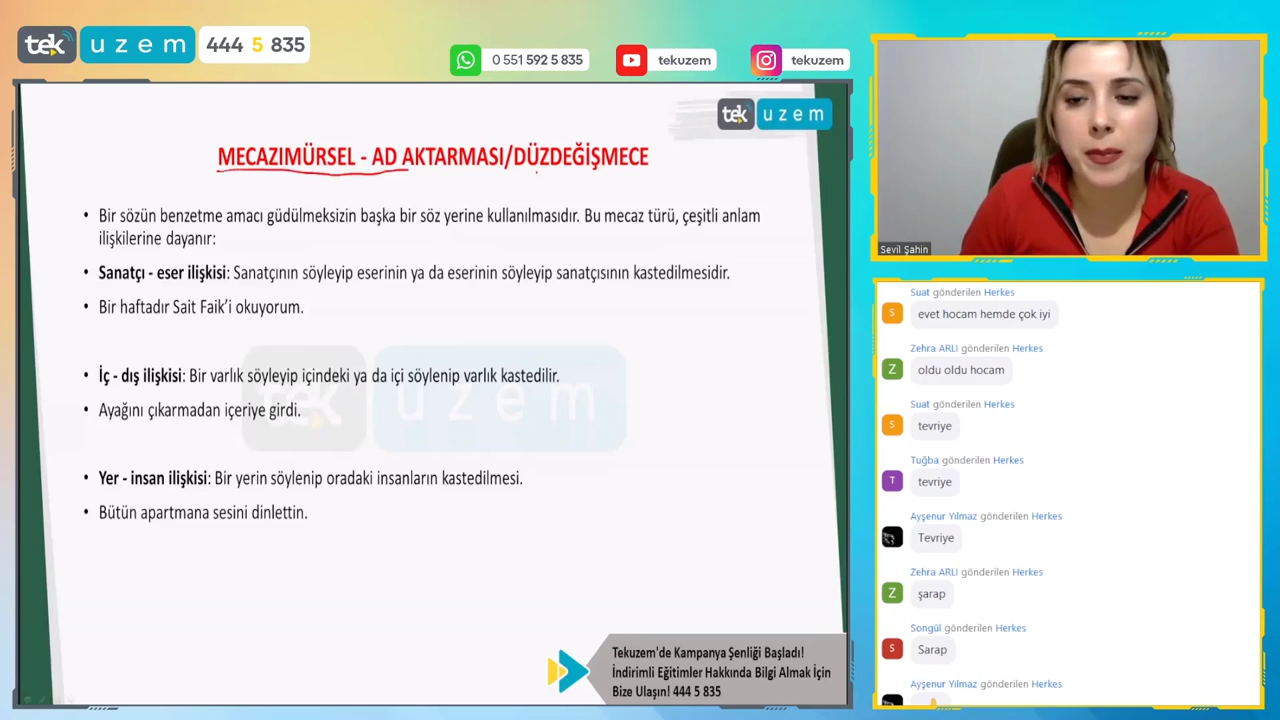 tek uzem 444 5 835
0 551 592 5 835
tekuzem
tekuzem
tek uzem
MECAZIMÜRSEL - AD AKTARMASI/DÜZDEĞİŞMECE
• Bir sözün benzetme amacı güdülmeksizin başka bir söz yerine kullanılmasıdır. Bu mecaz türü, çeşitli anlam
ilişkilerine dayanır:
• Sanatçı - eser ilişkisi: Sanatçının söyleyip eserinin ya da eserinin söyleyip sanatçısının kastedilmesidir.
• Bir haftadır Sait Faik’i okuyorum.
• İç - dış ilişkisi: Bir varlık söyleyip içindeki ya da içi söylenip varlık kastedilir.
• Ayağını çıkarmadan içeriye girdi.
tek uzem
• Yer - insan ilişkisi: Bir yerin söylenip oradaki insanların kastedilmesi.
• Bütün apartmana sesini dinlettin.
Tekuzem'de Kampanya Şenliği Başladı!
İndirimli Eğitimler Hakkında Bilgi Almak İçin
Bize Ulaşın! 444 5 835
Sevil Şahin
Suat gönderilen Herkes
S
evet hocam hemde çok iyi
Zehra ARLI gönderilen Herkes
Z
oldu oldu hocam
Suat gönderilen Herkes
S
tevriye
Tuğba gönderilen Herkes
T
tevriye
Ayşenur Yılmaz gönderilen Herkes
Tevriye
Zehra ARLI gönderilen Herkes
Z
şarap
Songül gönderilen Herkes
S
Sarap
Ayşenur Yılmaz gönderilen Herkes